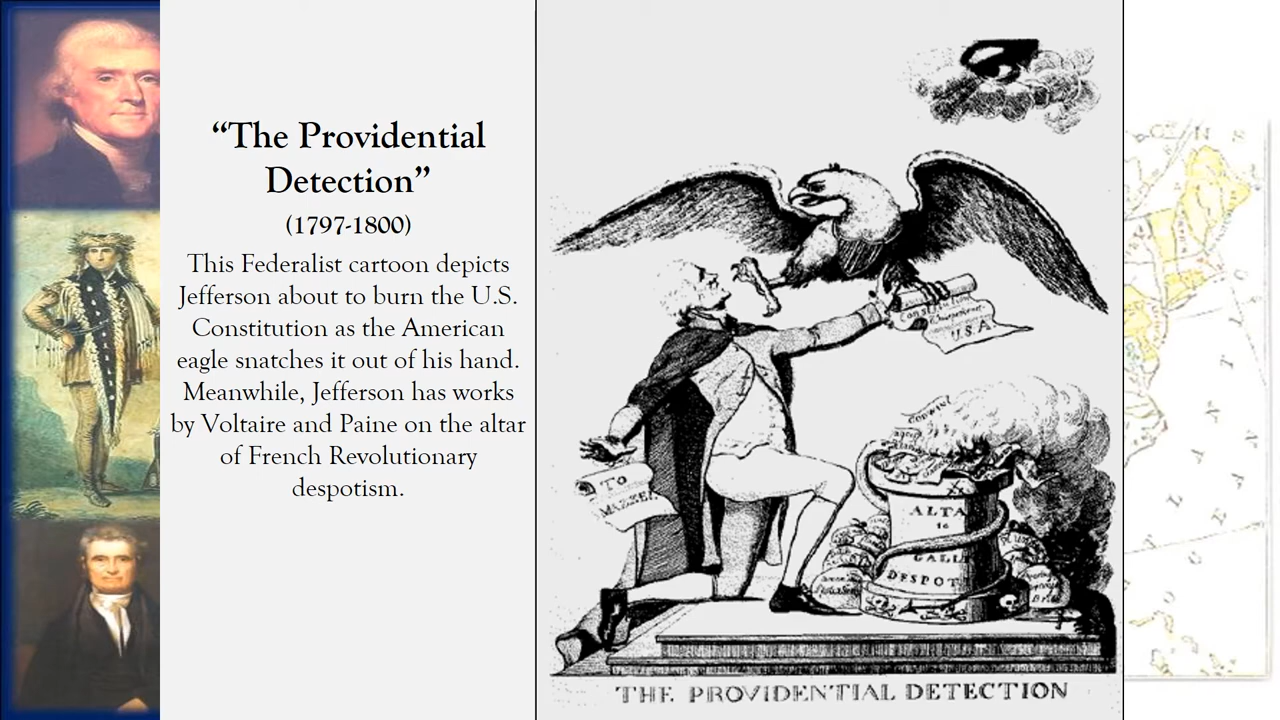 “The Providential
Detection”
(1797-1800)
This Federalist cartoon depicts
Jefferson about to burn the U.S.
Constitution as the American
eagle snatches it out of his hand.
Meanwhile, Jefferson has works
by Voltaire and Paine on the altar
of French Revolutionary
despotism.
Constitution
U.S.A.
TO
MAZZEI
ALTA
to
GALLI
DESPOT
THE PROVIDENTIAL DETECTION